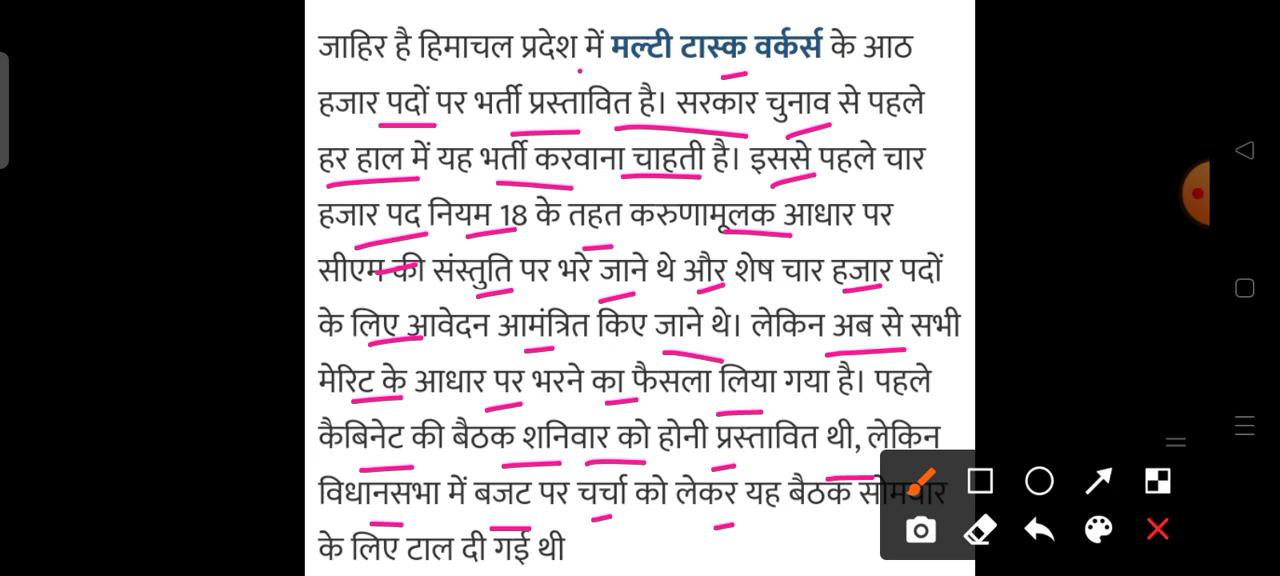 जाहिर है हिमाचल प्रदेश में मल्टी टास्क वर्कर्स के आठ
हजार पदों पर भर्ती प्रस्तावित है। सरकार चुनाव से पहले
हर हाल में यह भर्ती करवाना चाहती है। इससे पहले चार
हजार पद नियम 18 के तहत करुणामूलक आधार पर
सीएम की संस्तुति पर भरे जाने थे और शेष चार हजार पदों
के लिए आवेदन आमंत्रित किए जाने थे। लेकिन अब से सभी
मेरिट के आधार पर भरने का फैसला लिया गया है। पहले
कैबिनेट की बैठक शनिवार को होनी प्रस्तावित थी, लेकिन
विधानसभा में बजट पर चर्चा को लेकर यह बैठक सोमवार
के लिए टाल दी गई थी